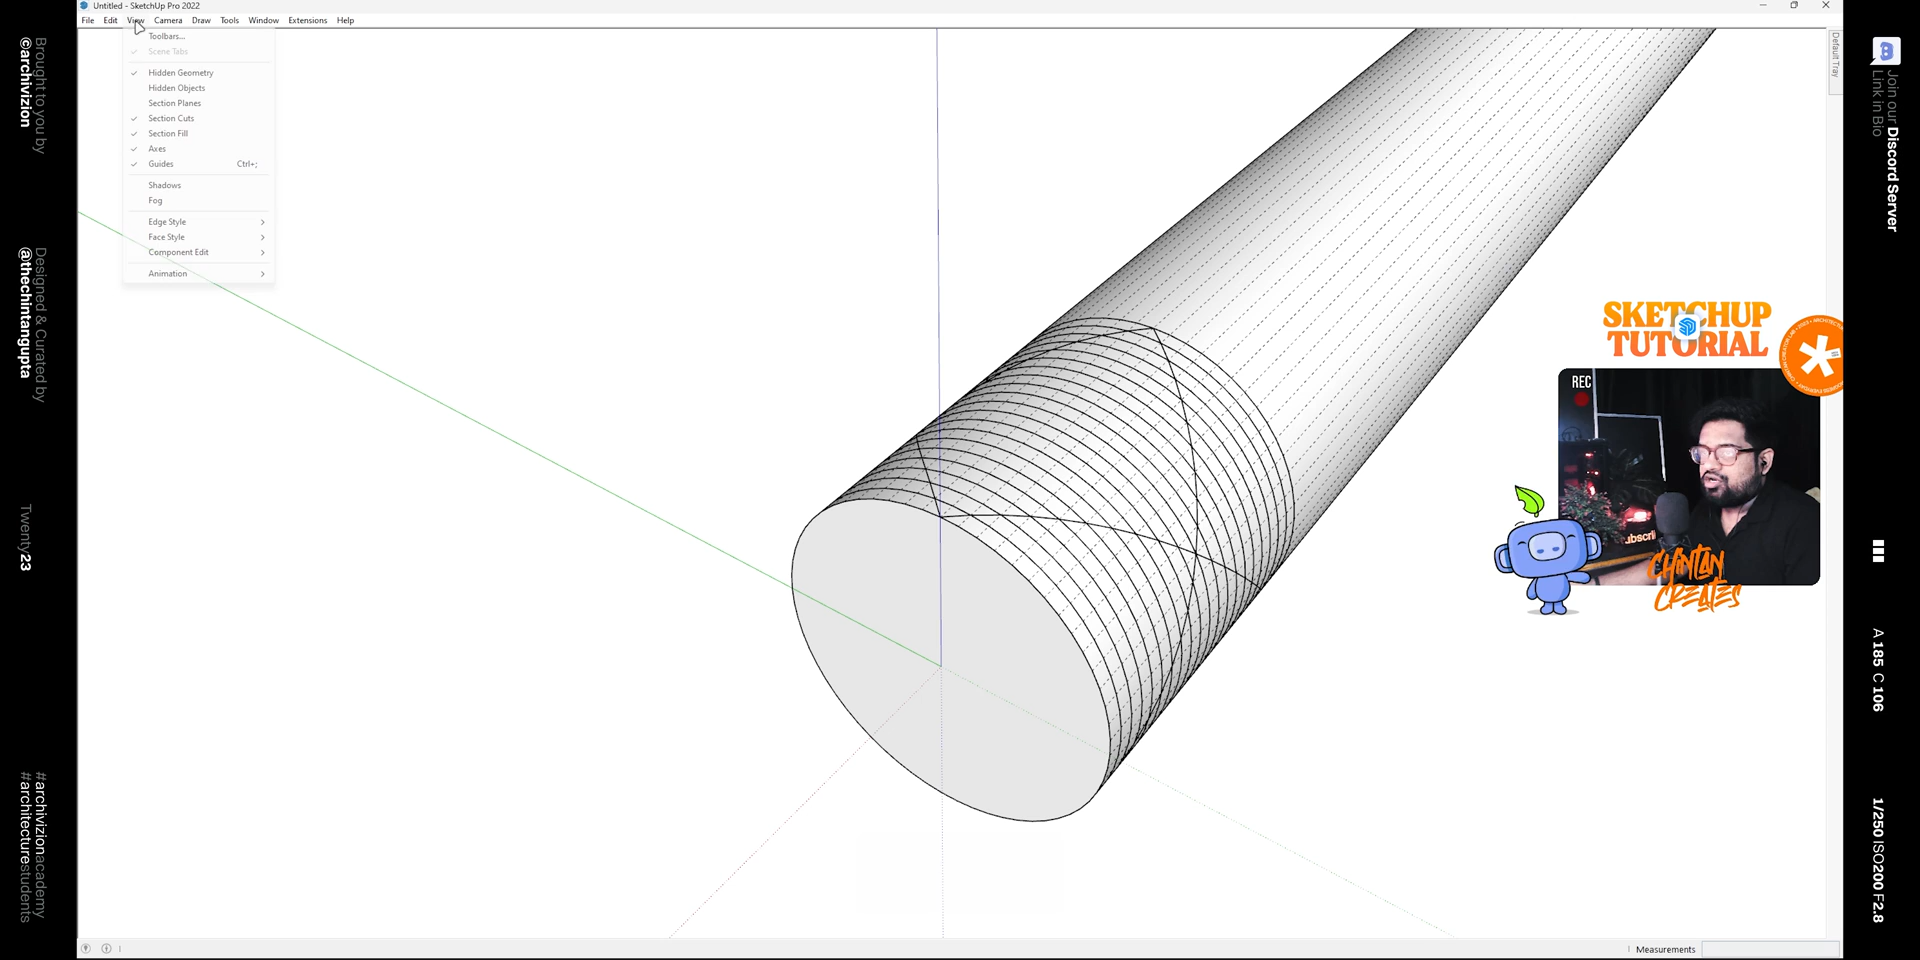 Untitled - SketchUp Pro 2022
File Edit View Camera Draw Tools Window Extensions Help
Toolbars...
Scene Tabs
Hidden Geometry
Hidden Objects
Section Planes
Section Cuts
Section Fill
Axes
Guides Ctrl+;
Shadows
Fog
Edge Style
Face Style
Component Edit
Animation
Default Tray
Measurements
Brought to you by
@archivizion
Designed & Curated by
@thechintangupta
Twenty23
#archivizionacademy
#architecturestudents
Join our Discord Server
Link in Bio
SKETCHUP
TUTORIAL
REC
ubscri
CHINTAN
CREATES
A 185 C 106
1/250 ISO200 F2.8